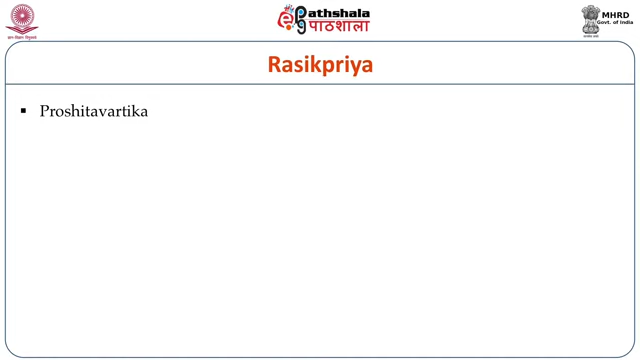 e Pathshala
पाठशाला
MHRD
Govt. of India
Rasikpriya
▪ Proshitavartika